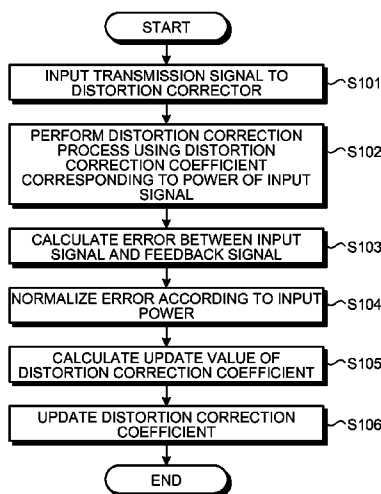 START
INPUT TRANSMISSION SIGNAL TO
DISTORTION CORRECTOR
S101
PERFORM DISTORTION CORRECTION
PROCESS USING DISTORTION
CORRECTION COEFFICIENT
CORRESPONDING TO POWER OF INPUT
SIGNAL
S102
CALCULATE ERROR BETWEEN INPUT
SIGNAL AND FEEDBACK SIGNAL
S103
NORMALIZE ERROR ACCORDING TO INPUT
POWER
S104
CALCULATE UPDATE VALUE OF
DISTORTION CORRECTION COEFFICIENT
S105
UPDATE DISTORTION CORRECTION
COEFFICIENT
S106
END